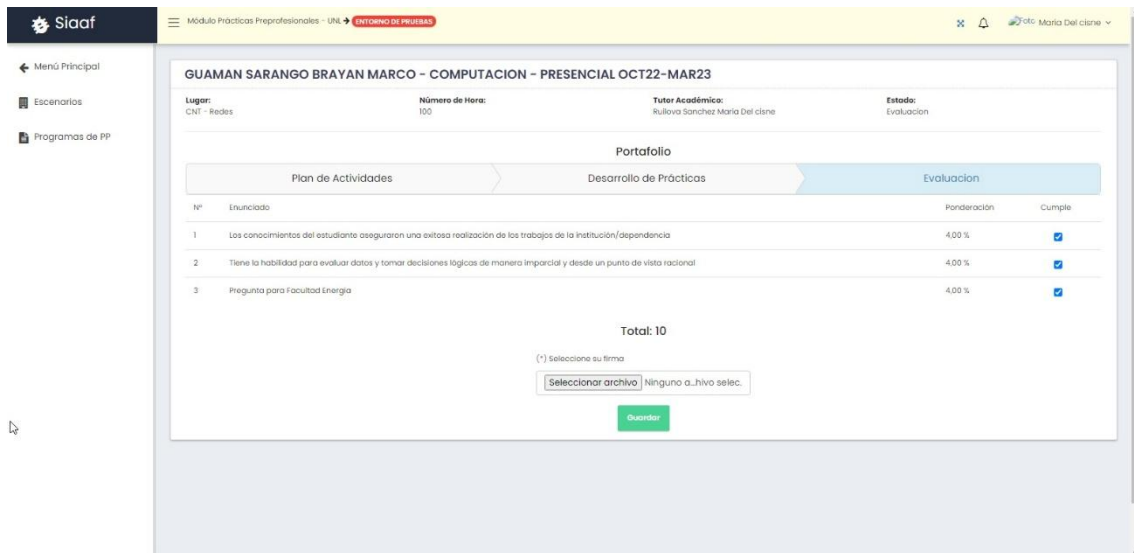 Siaaf
Módulo Prácticas Preprofesionales - UNL → ENTORNO DE PRUEBAS
Foto Maria Del cisne
Menú Principal
Escenarios
Programas de PP
GUAMAN SARANGO BRAYAN MARCO - COMPUTACION - PRESENCIAL OCT22-MAR23
Lugar: Número de Hora: Tutor Académico: Estado:
CNT - Redes 100 Rullova Sanchez Maria Del cisne Evaluacion
Portafolio
Plan de Actividades Desarrollo de Prácticas Evaluacion
N° Enunciado Ponderación Cumple
1 Los conocimientos del estudiante aseguraron una exitosa realización de los trabajos de la institución/dependencia 4,00 %
2 Tiene la habilidad para evaluar datos y tomar decisiones lógicas de manera imparcial y desde un punto de vista racional 4,00 %
3 Pregunta para Facultad Energia 4,00 %
Total: 10
(*) Seleccione su firma
Seleccionar archivo Ninguno a...hivo selec.
Guardar